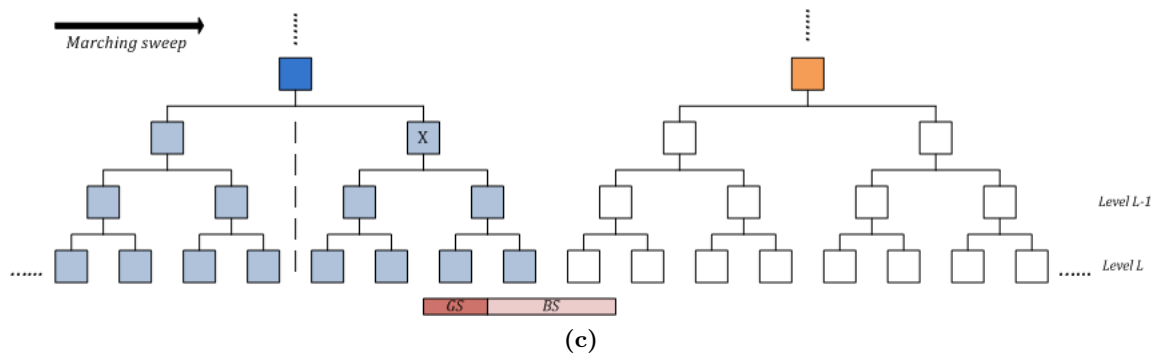 Marching sweep
X
Level L-1
...... Level L ......
GS BS
(c)